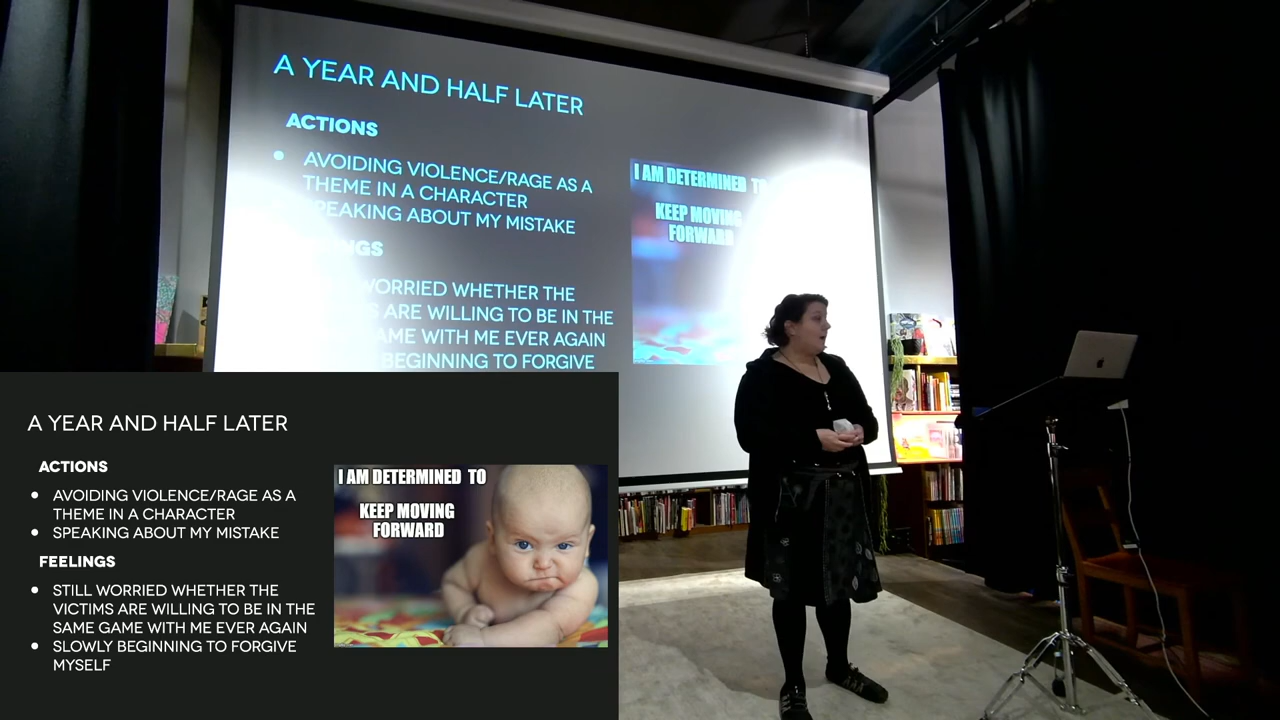 A YEAR AND HALF LATER
ACTIONS
AVOIDING VIOLENCE/RAGE AS A
THEME IN A CHARACTER
SPEAKING ABOUT MY MISTAKE
WORRIED WHETHER THE
ARE WILLING TO BE IN THE
WITH ME EVER AGAIN
BEGINNING TO FORGIVE
I AM DETERMINED TO
KEEP MOVING
FORWARD
A YEAR AND HALF LATER
ACTIONS
• AVOIDING VIOLENCE/RAGE AS A
THEME IN A CHARACTER
• SPEAKING ABOUT MY MISTAKE
FEELINGS
• STILL WORRIED WHETHER THE
VICTIMS ARE WILLING TO BE IN THE
SAME GAME WITH ME EVER AGAIN
• SLOWLY BEGINNING TO FORGIVE
MYSELF
I AM DETERMINED TO
KEEP MOVING
FORWARD